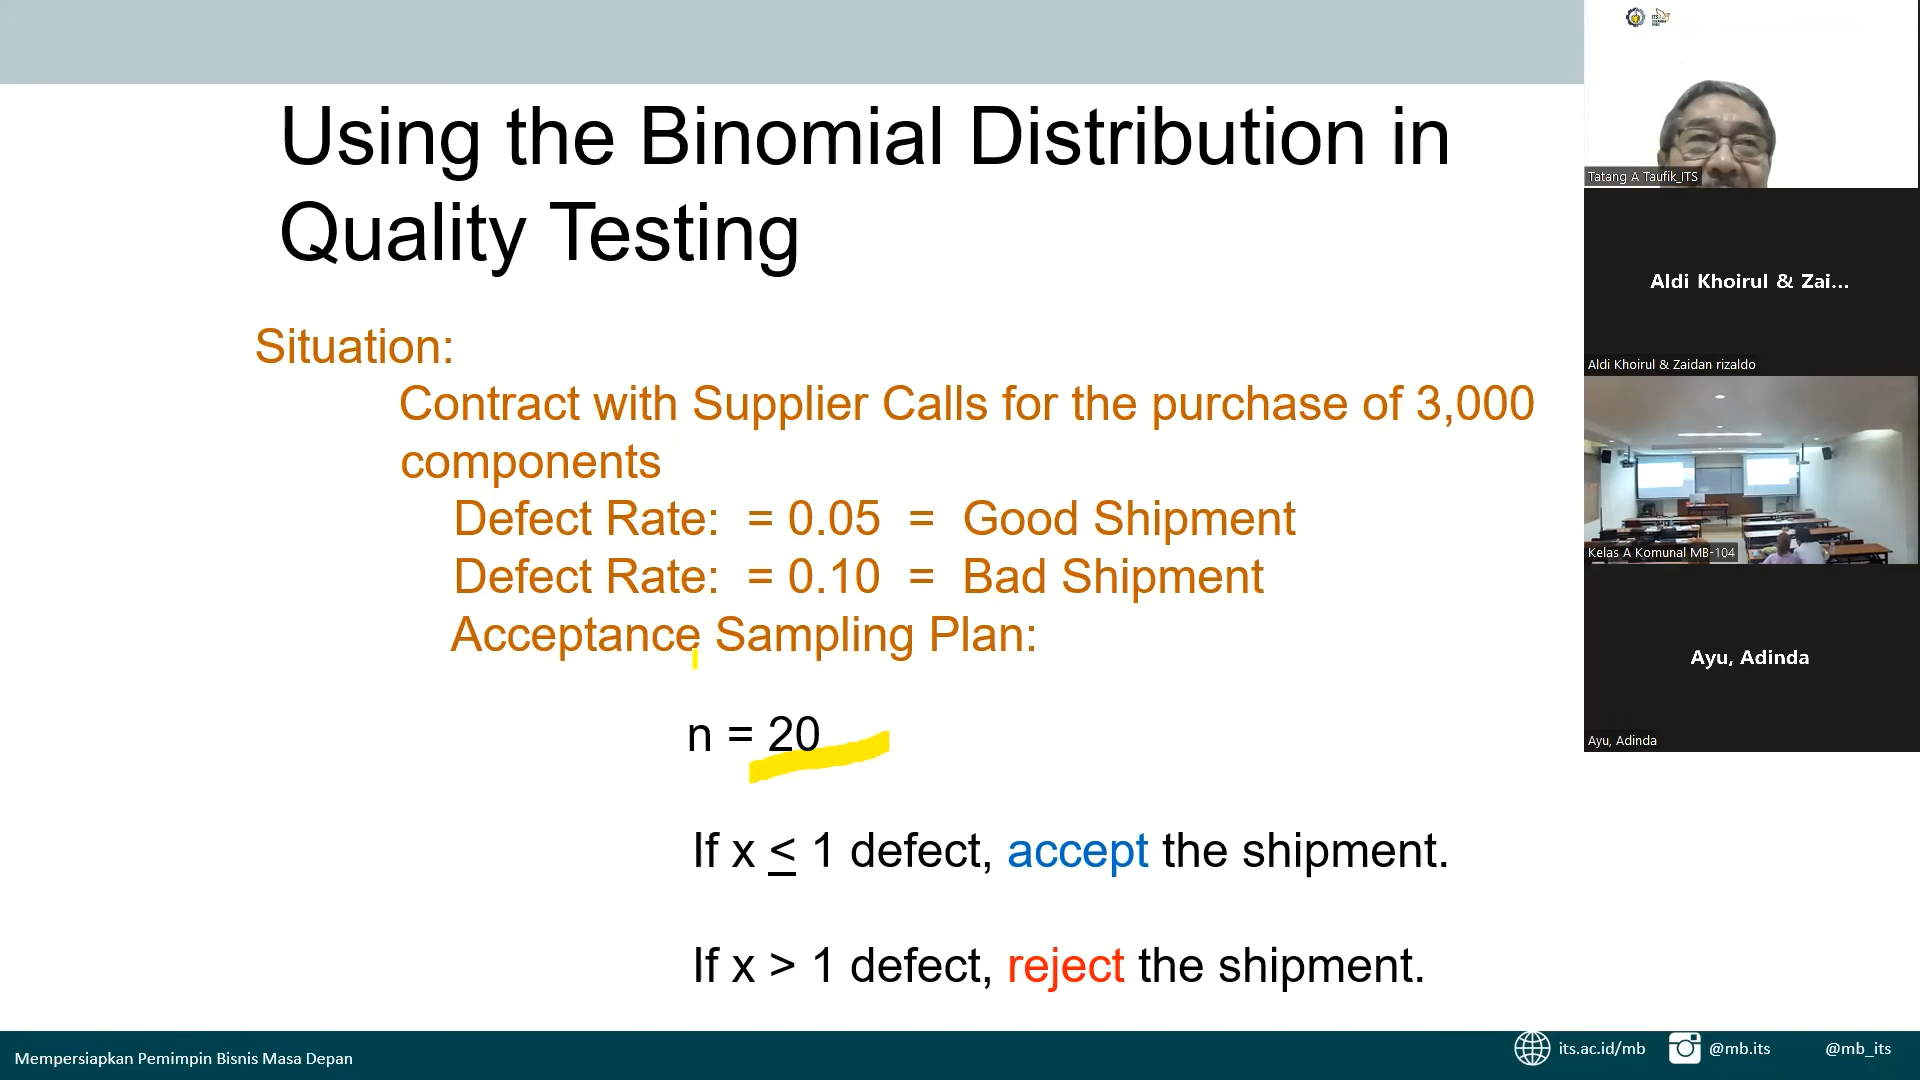 Using the Binomial Distribution in
Quality Testing
Situation:
Contract with Supplier Calls for the purchase of 3,000
components
Defect Rate: = 0.05 = Good Shipment
Defect Rate: = 0.10 = Bad Shipment
Acceptance Sampling Plan:
n = 20
If x < 1 defect, accept the shipment.
If x > 1 defect, reject the shipment.
Mempersiapkan Pemimpin Bisnis Masa Depan
its.ac.id/mb
@mb.its
@mb_its
Tatang A Taufik_ITS
Aldi Khoirul & Zai...
Aldi Khoirul & Zaidan rizaldo
Kelas A Komunal MB-104
Ayu, Adinda
Ayu, Adinda